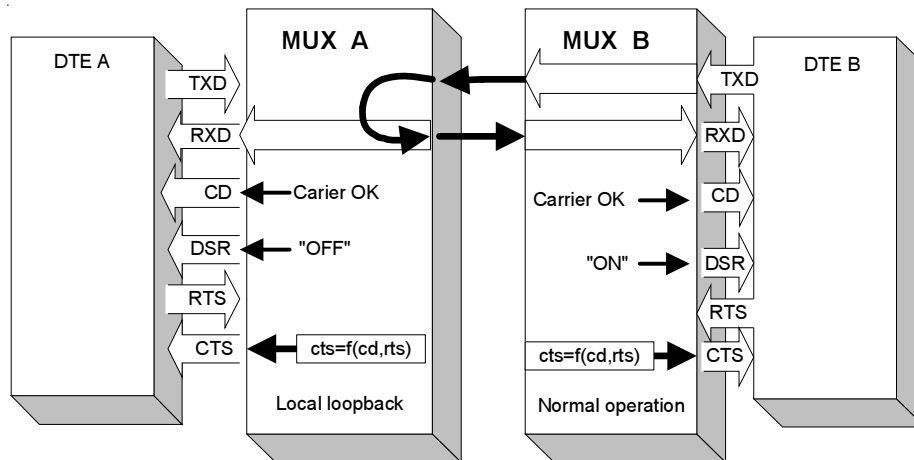 MUX A
MUX B
DTE A
DTE B
TXD
TXD
RXD
RXD
CD
Carier OK
Carrier OK
CD
DSR
"OFF"
"ON"
DSR
RTS
RTS
CTS
cts=f(cd,rts)
cts=f(cd,rts)
CTS
Local loopback
Normal operation